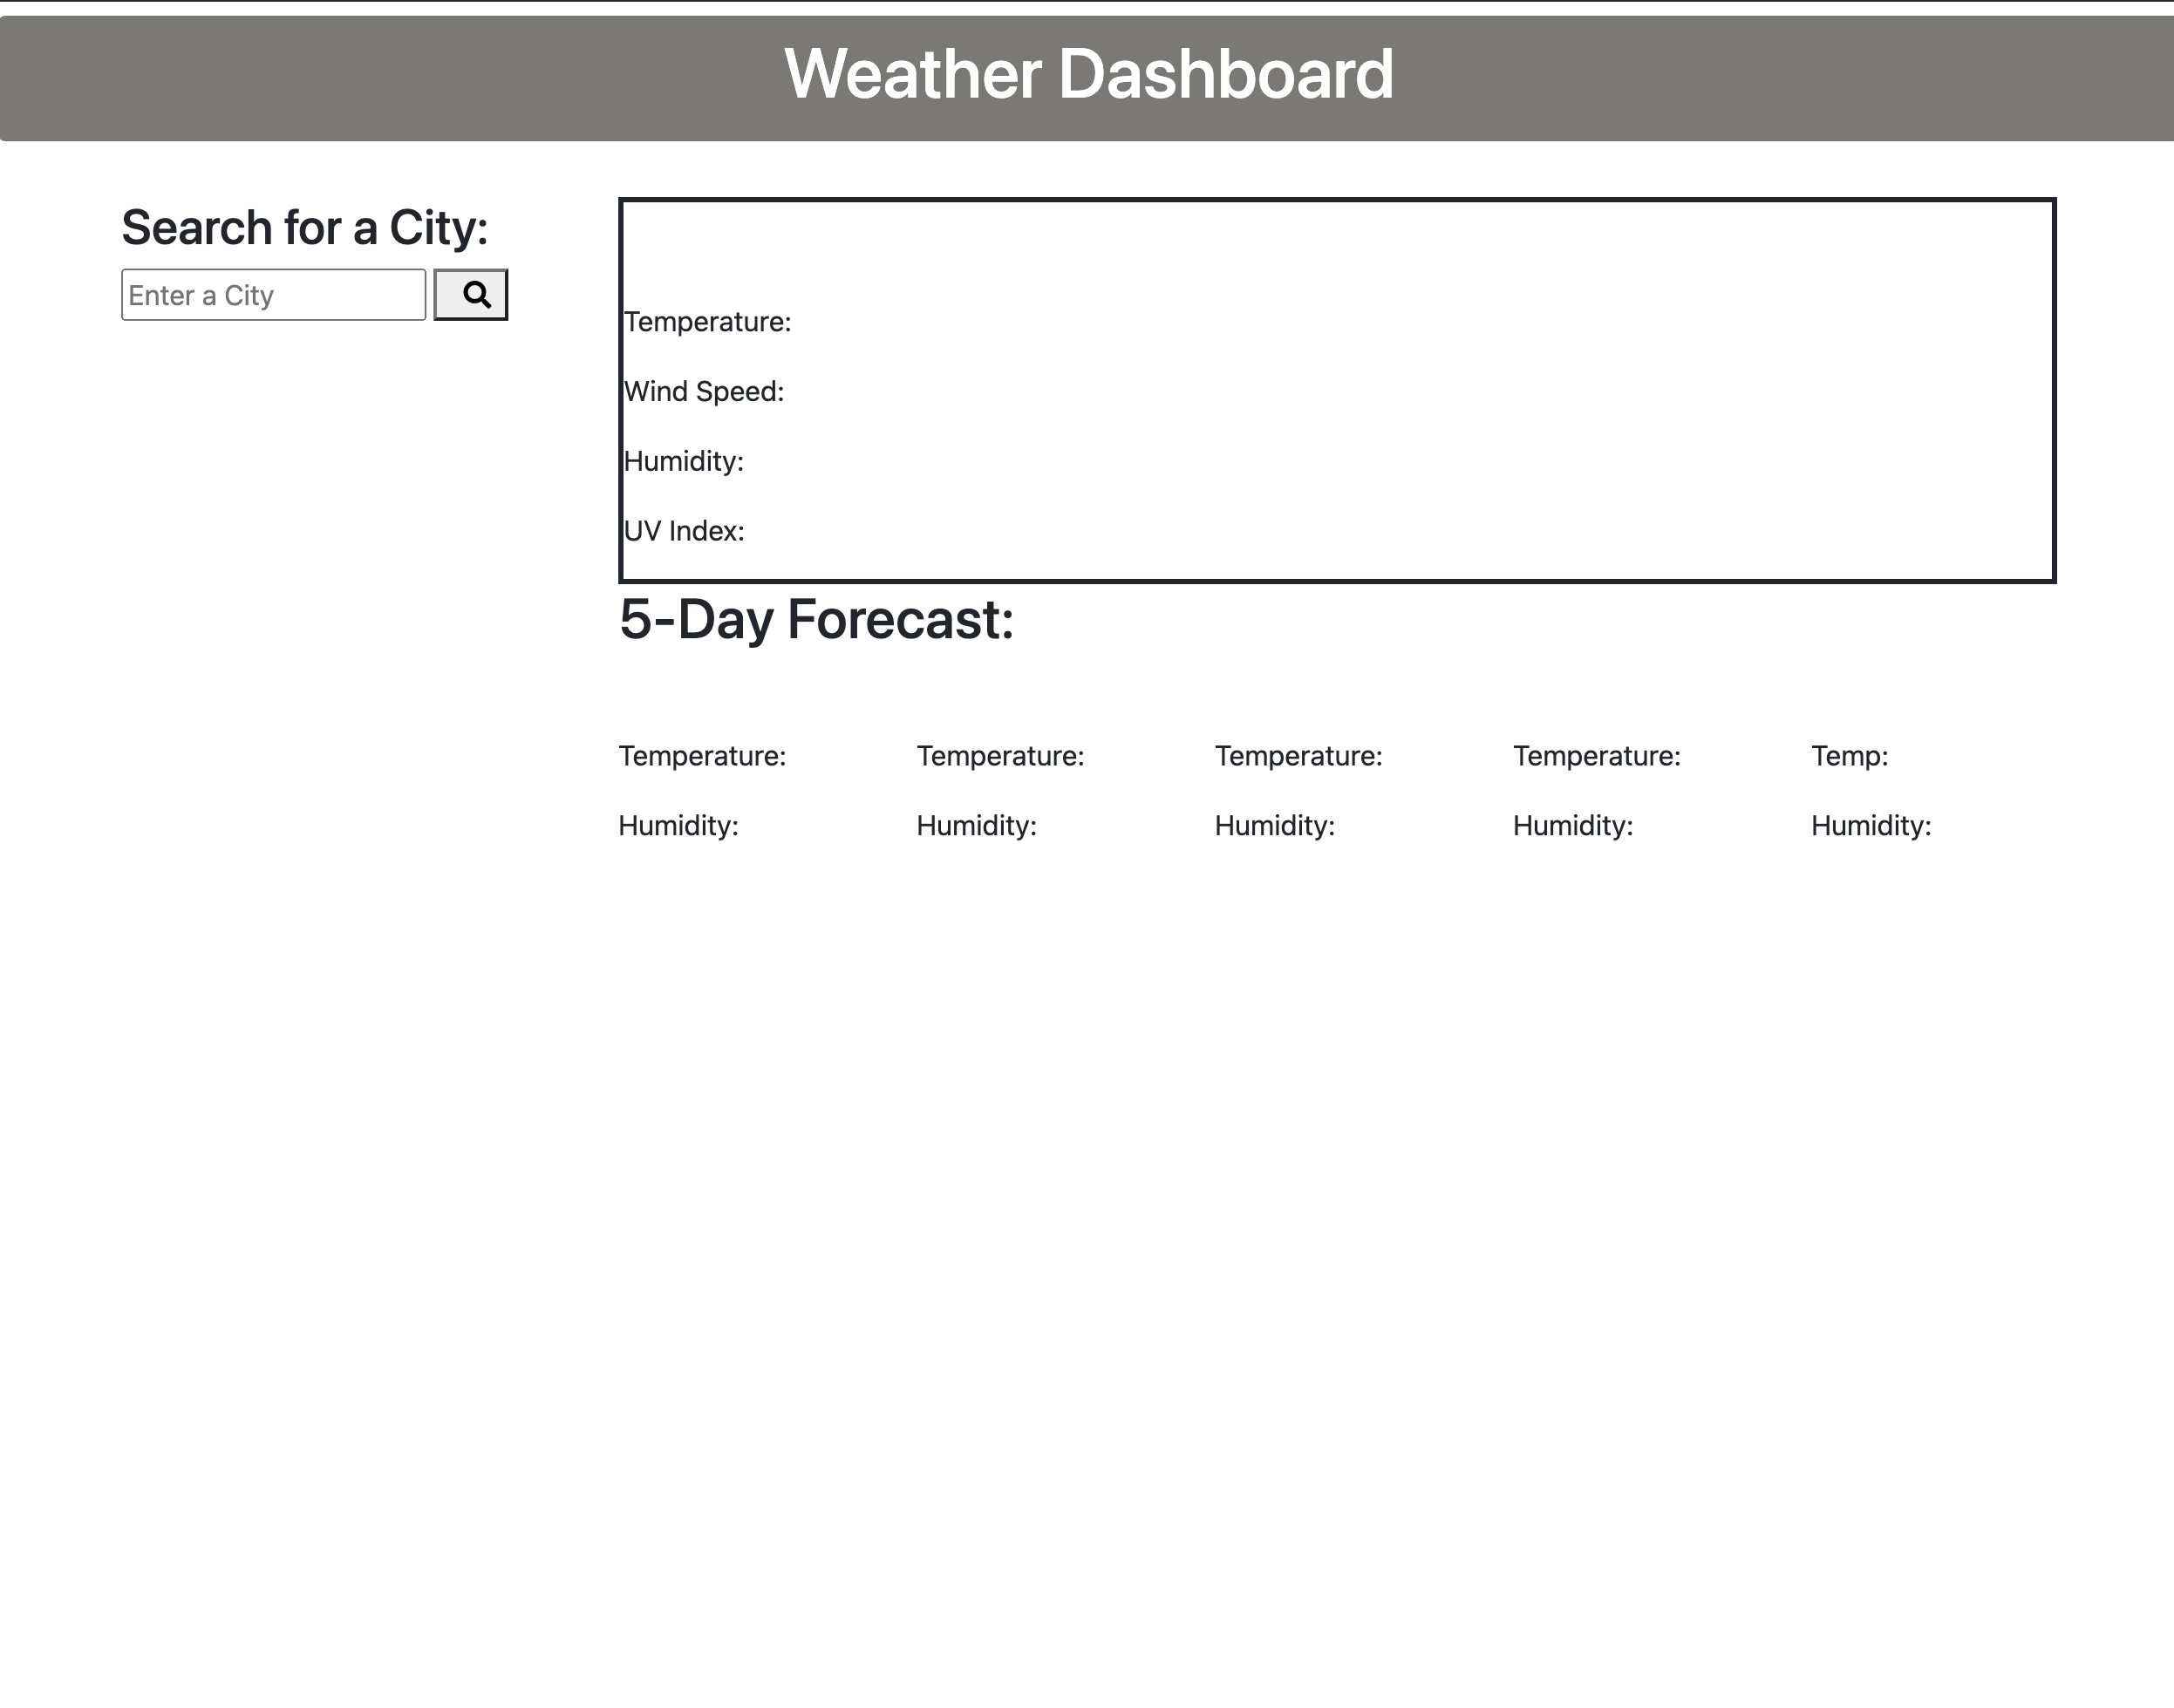 Weather Dashboard
Search for a City:
Enter a City
Temperature:
Wind Speed:
Humidity:
UV Index:
5-Day Forecast:
Temperature: Temperature: Temperature: Temperature: Temp:
Humidity: Humidity: Humidity: Humidity: Humidity: